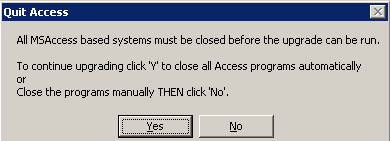 Quit Access
All MSAccess based systems must be closed before the upgrade can be run.
To continue upgrading click 'Y' to close all Access programs automatically
or
Close the programs manually THEN click 'No'.
Yes No